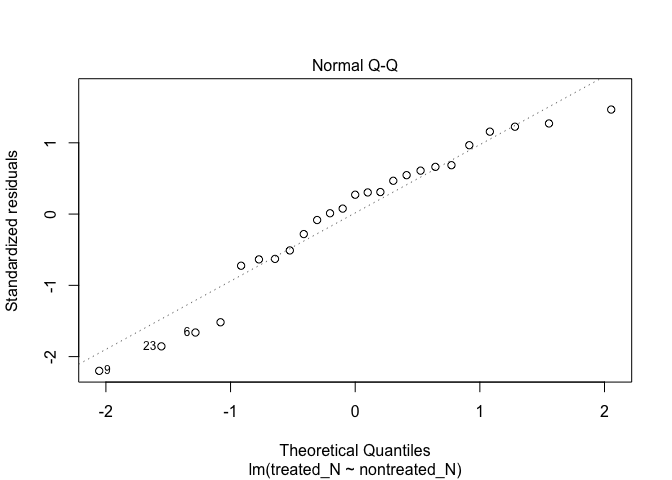 Normal Q-Q
Standardized residuals
1
0
-1
-2
6
23
9
-2 -1 0 1 2
Theoretical Quantiles
lm(treated_N ~ nontreated_N)